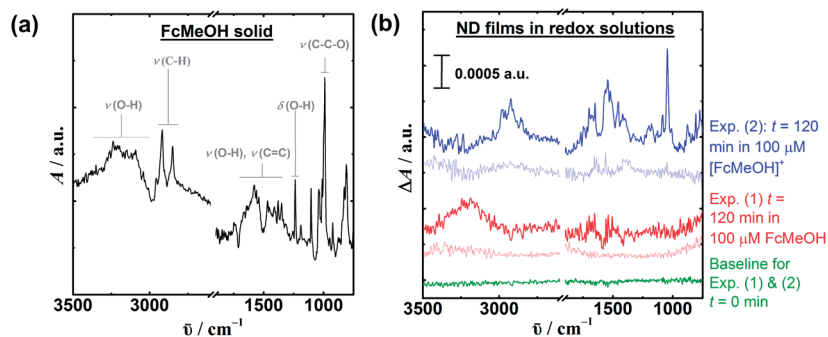 (a)
FcMeOH solid
ν(C-C-O)
ν(C-H)
ν(O-H)
δ(O-H)
ν(O-H), ν(C=C)
A / a.u.
3500
3000
1500
1000
ῡ / cm⁻¹
(b)
ND films in redox solutions
0.0005 a.u.
ΔA / a.u.
3500
3000
1500
1000
ῡ / cm⁻¹
Exp. (2): t = 120
min in 100 μM
[FcMeOH]⁺
Exp. (1) t =
120 min in
100 μM FcMeOH
Baseline for
Exp. (1) & (2)
t = 0 min